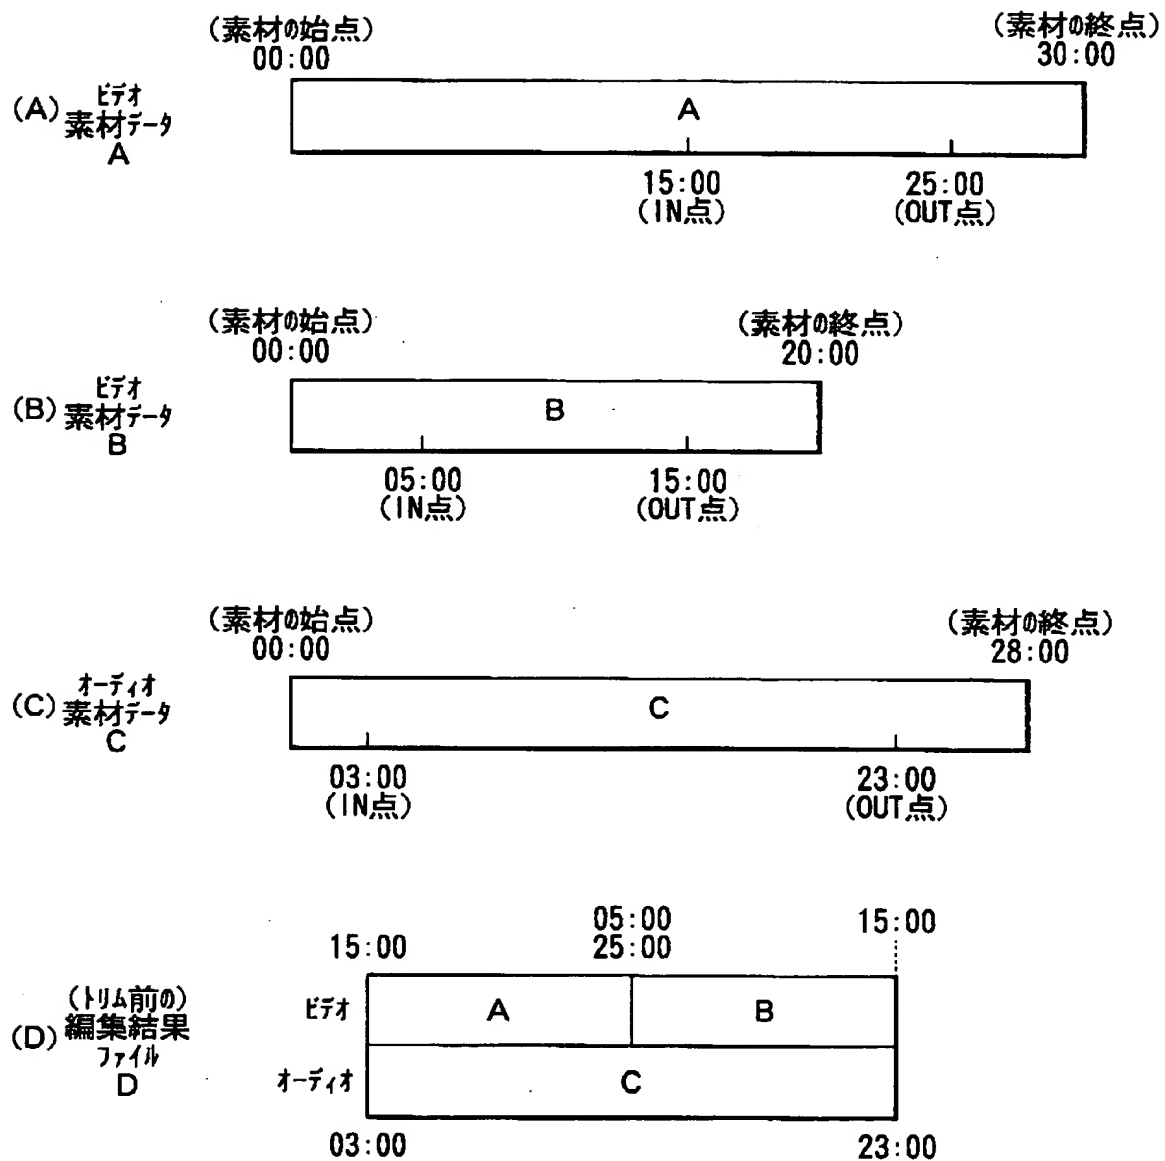 (素材の始点)
00:00
(素材の終点)
30:00
(A)
ビデオ
素材データ
A
A
15:00
(IN点)
25:00
(OUT点)
(素材の始点)
00:00
(素材の終点)
20:00
(B)
ビデオ
素材データ
B
B
05:00
(IN点)
15:00
(OUT点)
(素材の始点)
00:00
(素材の終点)
28:00
(C)
オーディオ
素材データ
C
C
03:00
(IN点)
23:00
(OUT点)
(D)
(トリム前の)
編集結果
ファイル
D
15:00
05:00
25:00
15:00
ビデオ
A
B
オーディオ
C
03:00
23:00